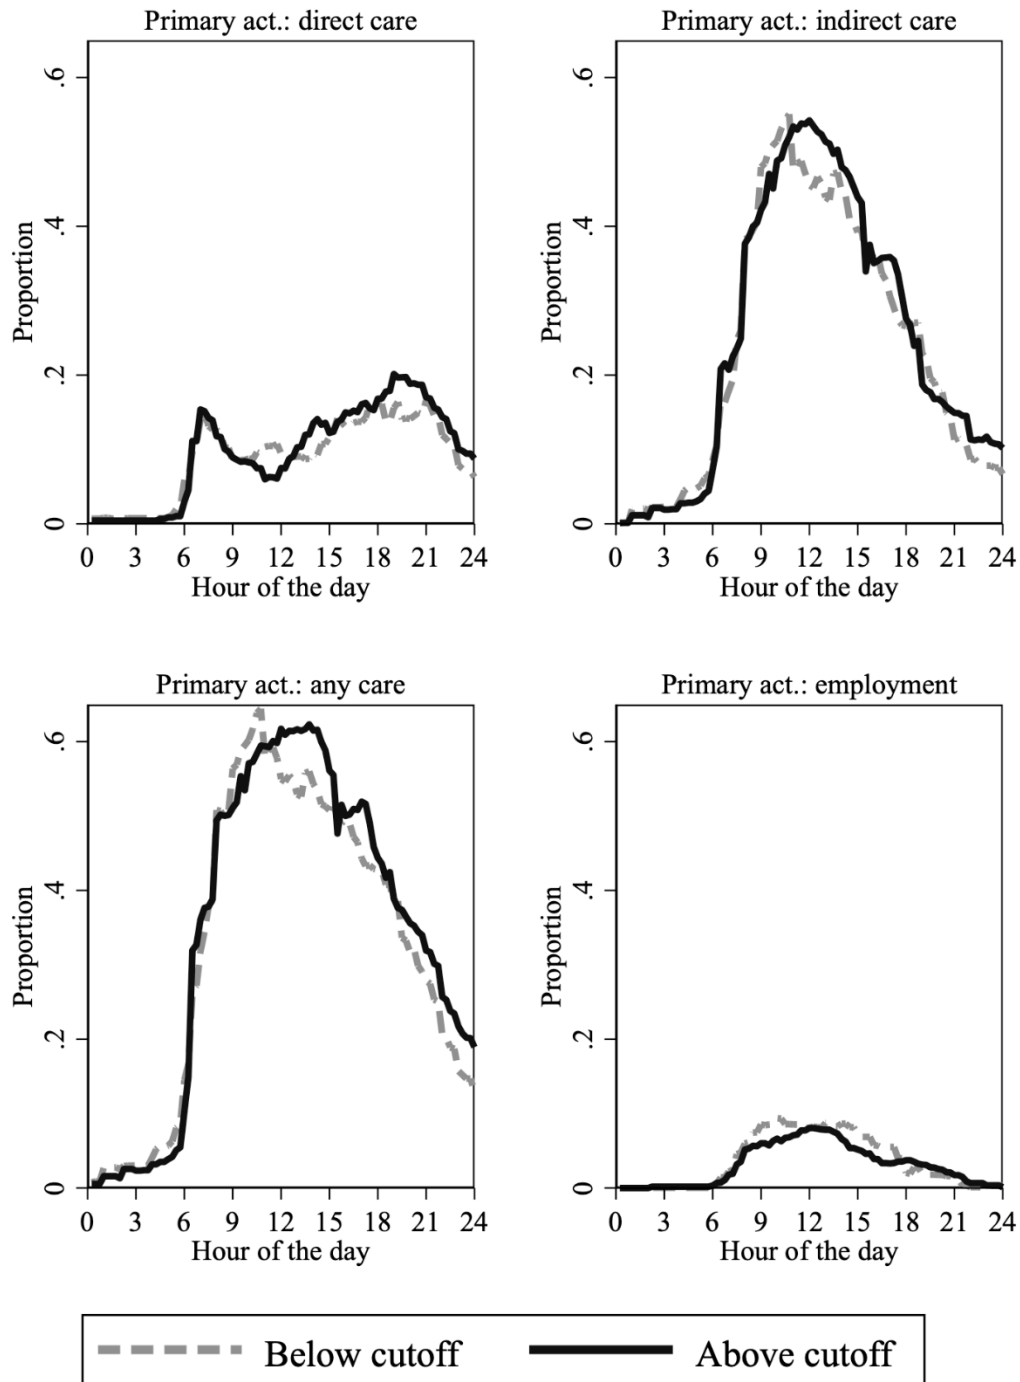 Primary act.: direct care
Proportion
.6
.4
.2
0
0 3 6 9 12 15 18 21 24
Hour of the day
Primary act.: indirect care
Proportion
.6
.4
.2
0
0 3 6 9 12 15 18 21 24
Hour of the day
Primary act.: any care
Proportion
.6
.4
.2
0
0 3 6 9 12 15 18 21 24
Hour of the day
Primary act.: employment
Proportion
.6
.4
.2
0
0 3 6 9 12 15 18 21 24
Hour of the day
Below cutoff Above cutoff